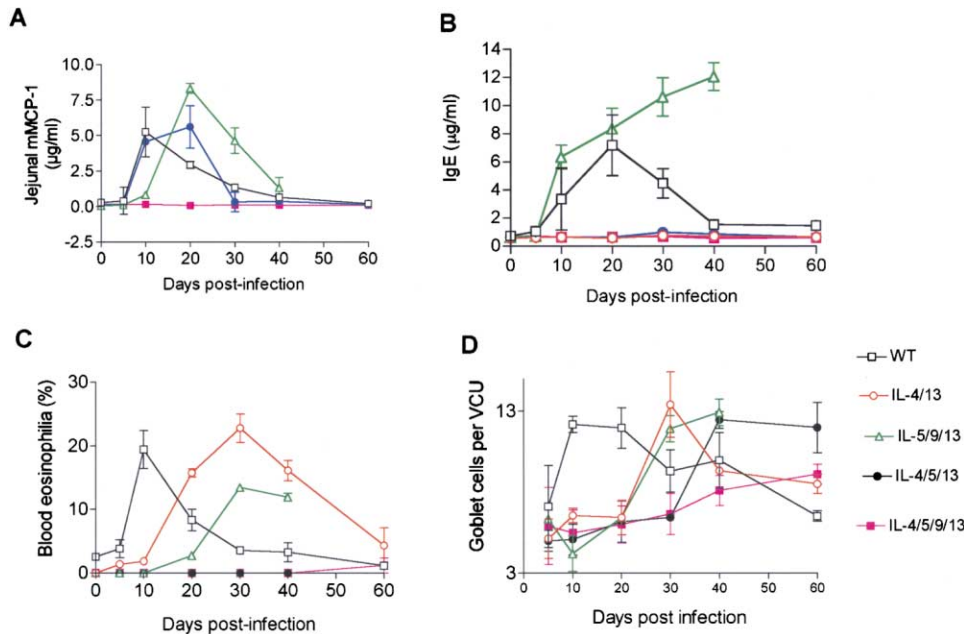 A
Jejunal mMCP-1
(µg/ml)
10.0
7.5
5.0
2.5
0.0
-2.5
0 10 20 30 40 50 60
Days post-infection
B
IgE (µg/ml)
14
12
10
8
6
4
2
0
0 10 20 30 40 50 60
Days post-infection
C
Blood eosinophilia (%)
30
20
10
0
0 10 20 30 40 50 60
Days post-infection
D
Goblet cells per VCU
13
3
0 10 20 30 40 50 60
Days post infection
WT
IL-4/13
IL-5/9/13
IL-4/5/13
IL-4/5/9/13